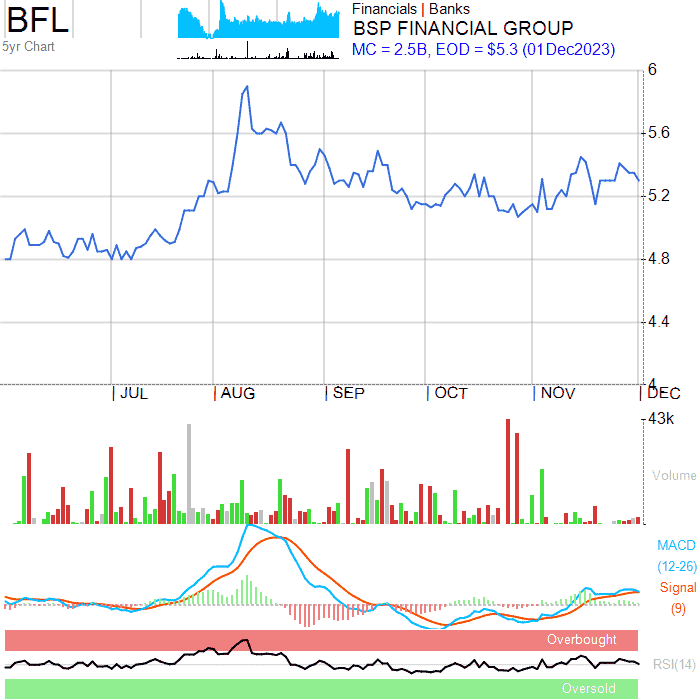 BFL
5yr Chart
Financials | Banks
BSP FINANCIAL GROUP
MC = 2.5B, EOD = $5.3 (01Dec2023)
6
5.6
5.2
4.8
4.4
4
JUL AUG SEP OCT NOV DEC
43k
Volume
MACD
(12-26)
Signal
(9)
Overbought
RSI(14)
Oversold